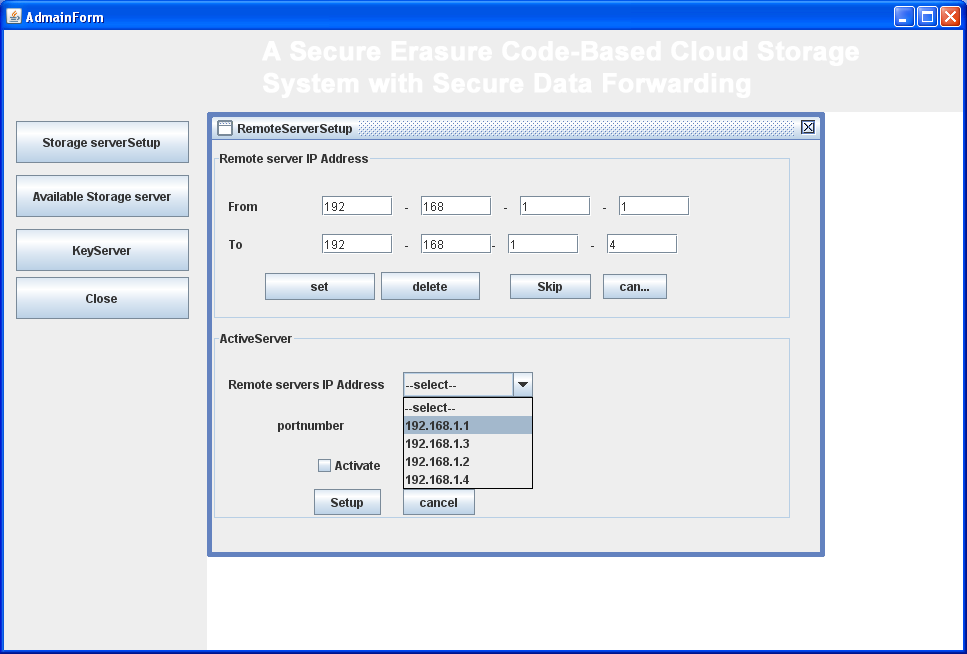 AdmainForm
A Secure Erasure Code-Based Cloud Storage
System with Secure Data Forwarding
Storage serverSetup
Available Storage server
KeyServer
Close
RemoteServerSetup
Remote server IP Address
From 192 - 168 - 1 - 1
To 192 - 168 - 1 - 4
set delete Skip can...
ActiveServer
Remote servers IP Address --select--
--select--
portnumber 192.168.1.1
192.168.1.3
Activate 192.168.1.2
192.168.1.4
Setup cancel